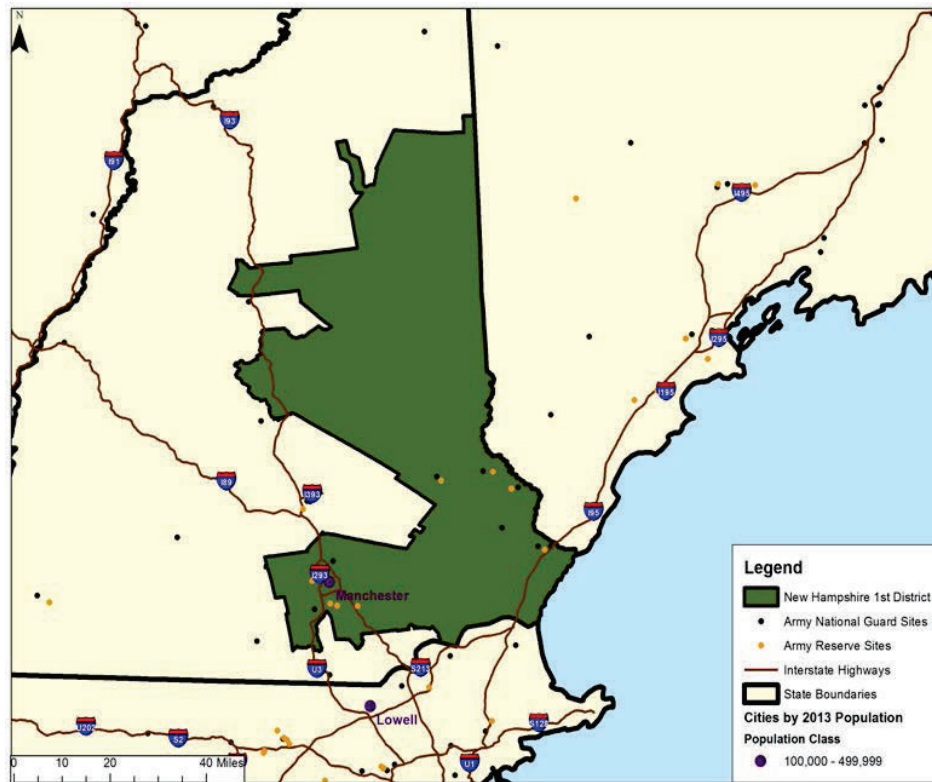 N
I93
I91
I495
I295
I195
I89
I393
I95
I293
Manchester
U3
S213
Lowell
U202
S2
S128
U1
0 10 20 40 Miles
Legend
New Hampshire 1st District
Army National Guard Sites
Army Reserve Sites
Interstate Highways
State Boundaries
Cities by 2013 Population
Population Class
100,000 - 499,999